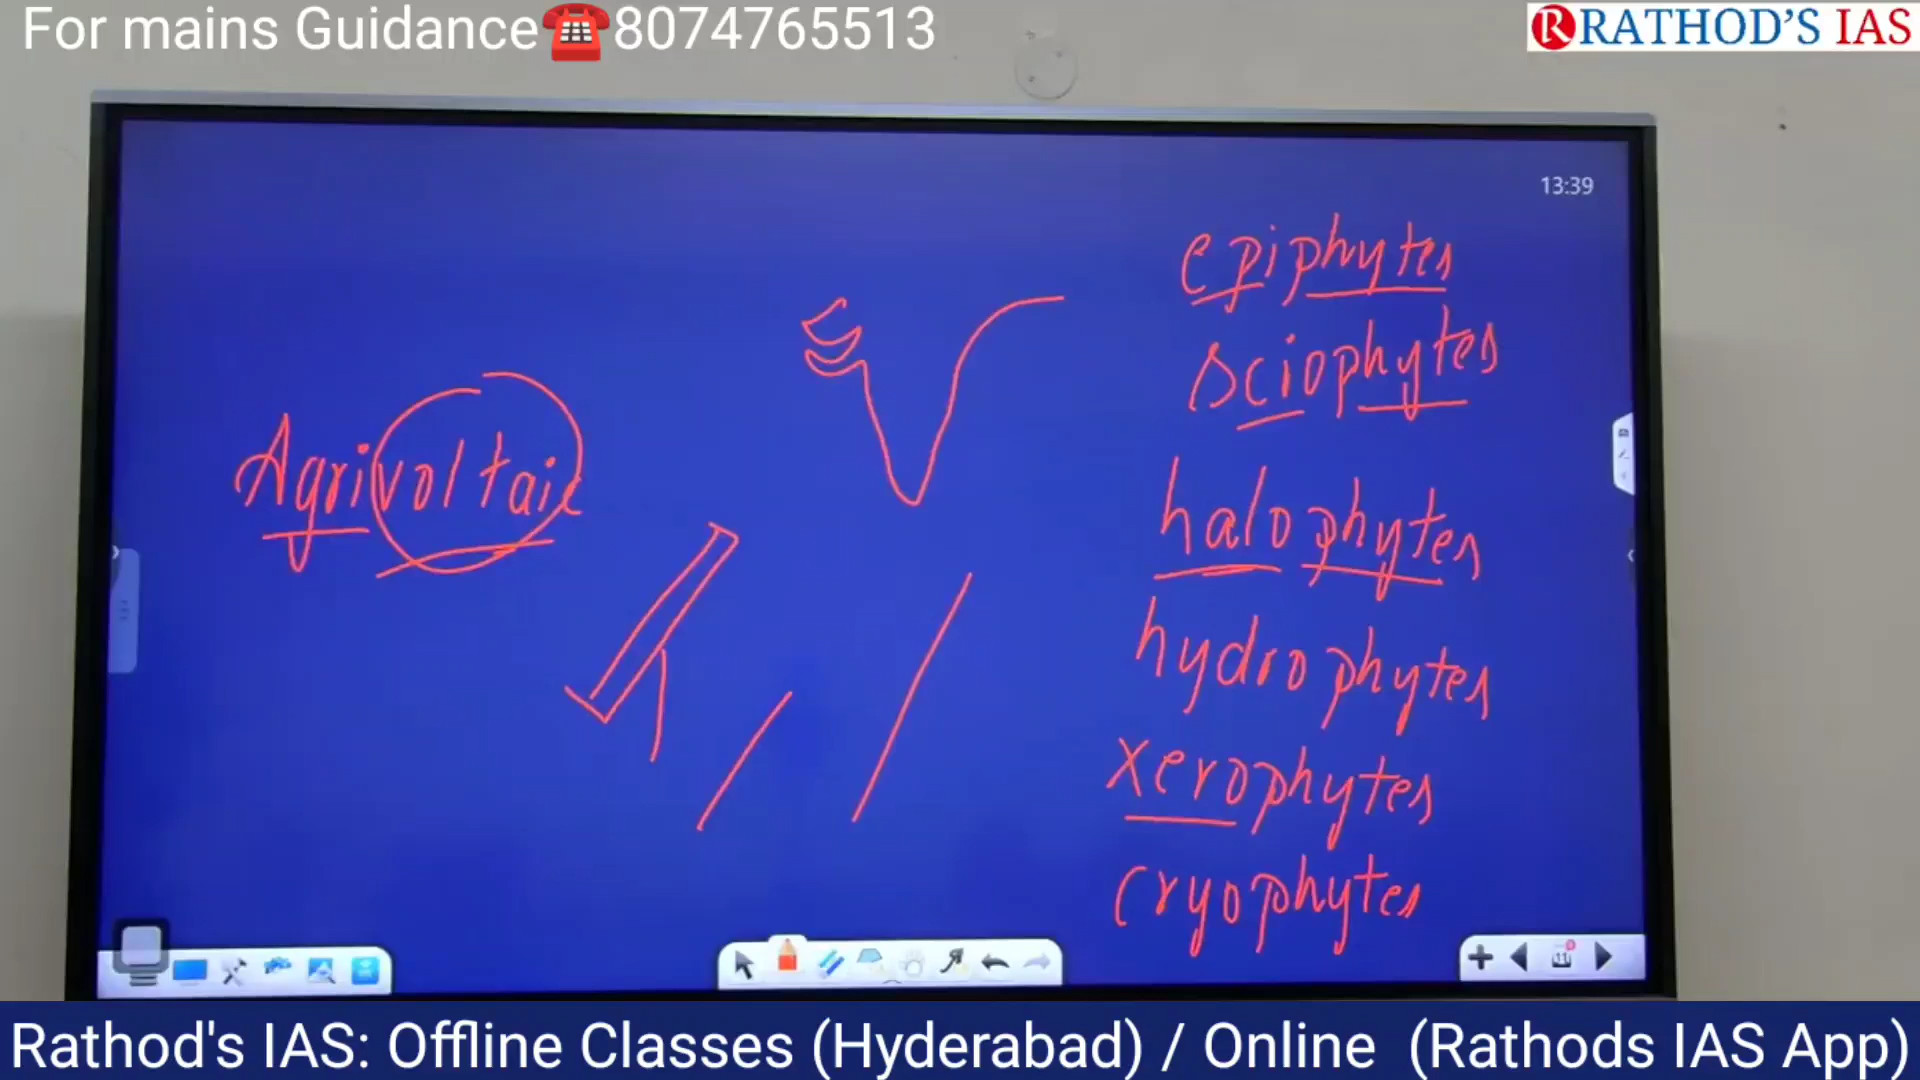 For mains Guidance☎️8074765513
RATHOD'S IAS
13:39
epiphytes
sciophytes
Agrivoltaic
halophytes
hydrophytes
xerophytes
cryophytes
11
Rathod's IAS: Offline Classes (Hyderabad) / Online (Rathods IAS App)